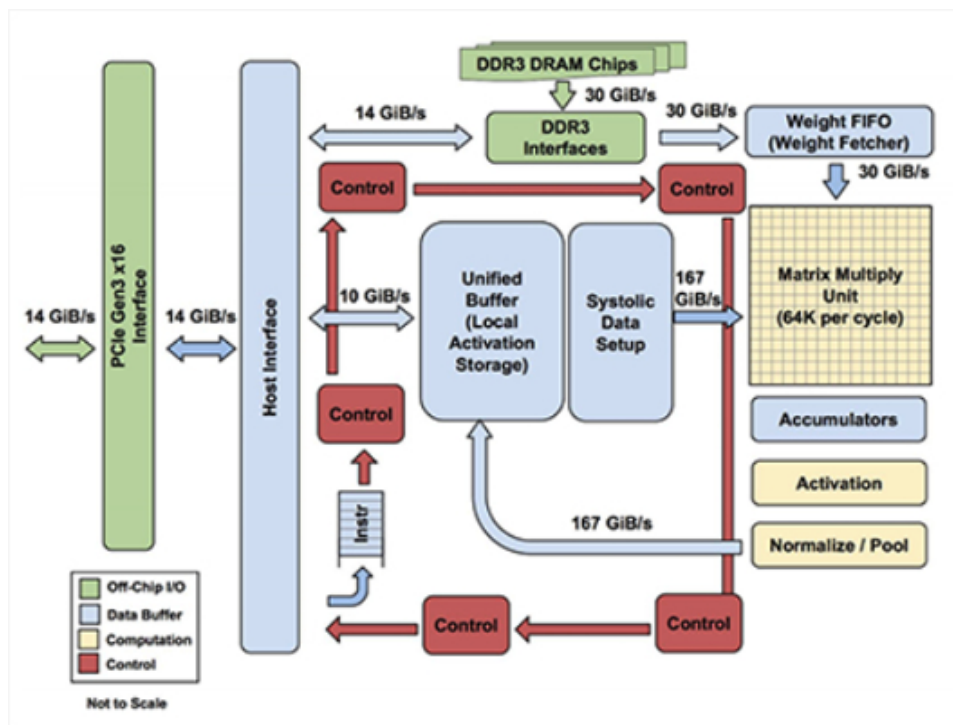 DDR3 DRAM Chips
30 GiB/s
14 GiB/s
DDR3
Interfaces
30 GiB/s
Weight FIFO
(Weight Fetcher)
30 GiB/s
Control
Control
PCIe Gen3 x16
Interface
Host Interface
14 GiB/s
14 GiB/s
10 GiB/s
Unified
Buffer
(Local
Activation
Storage)
Systolic
Data
Setup
167
GiB/s
Matrix Multiply
Unit
(64K per cycle)
Control
Accumulators
Activation
Instr
167 GiB/s
Normalize / Pool
Control
Control
Off-Chip I/O
Data Buffer
Computation
Control
Not to Scale